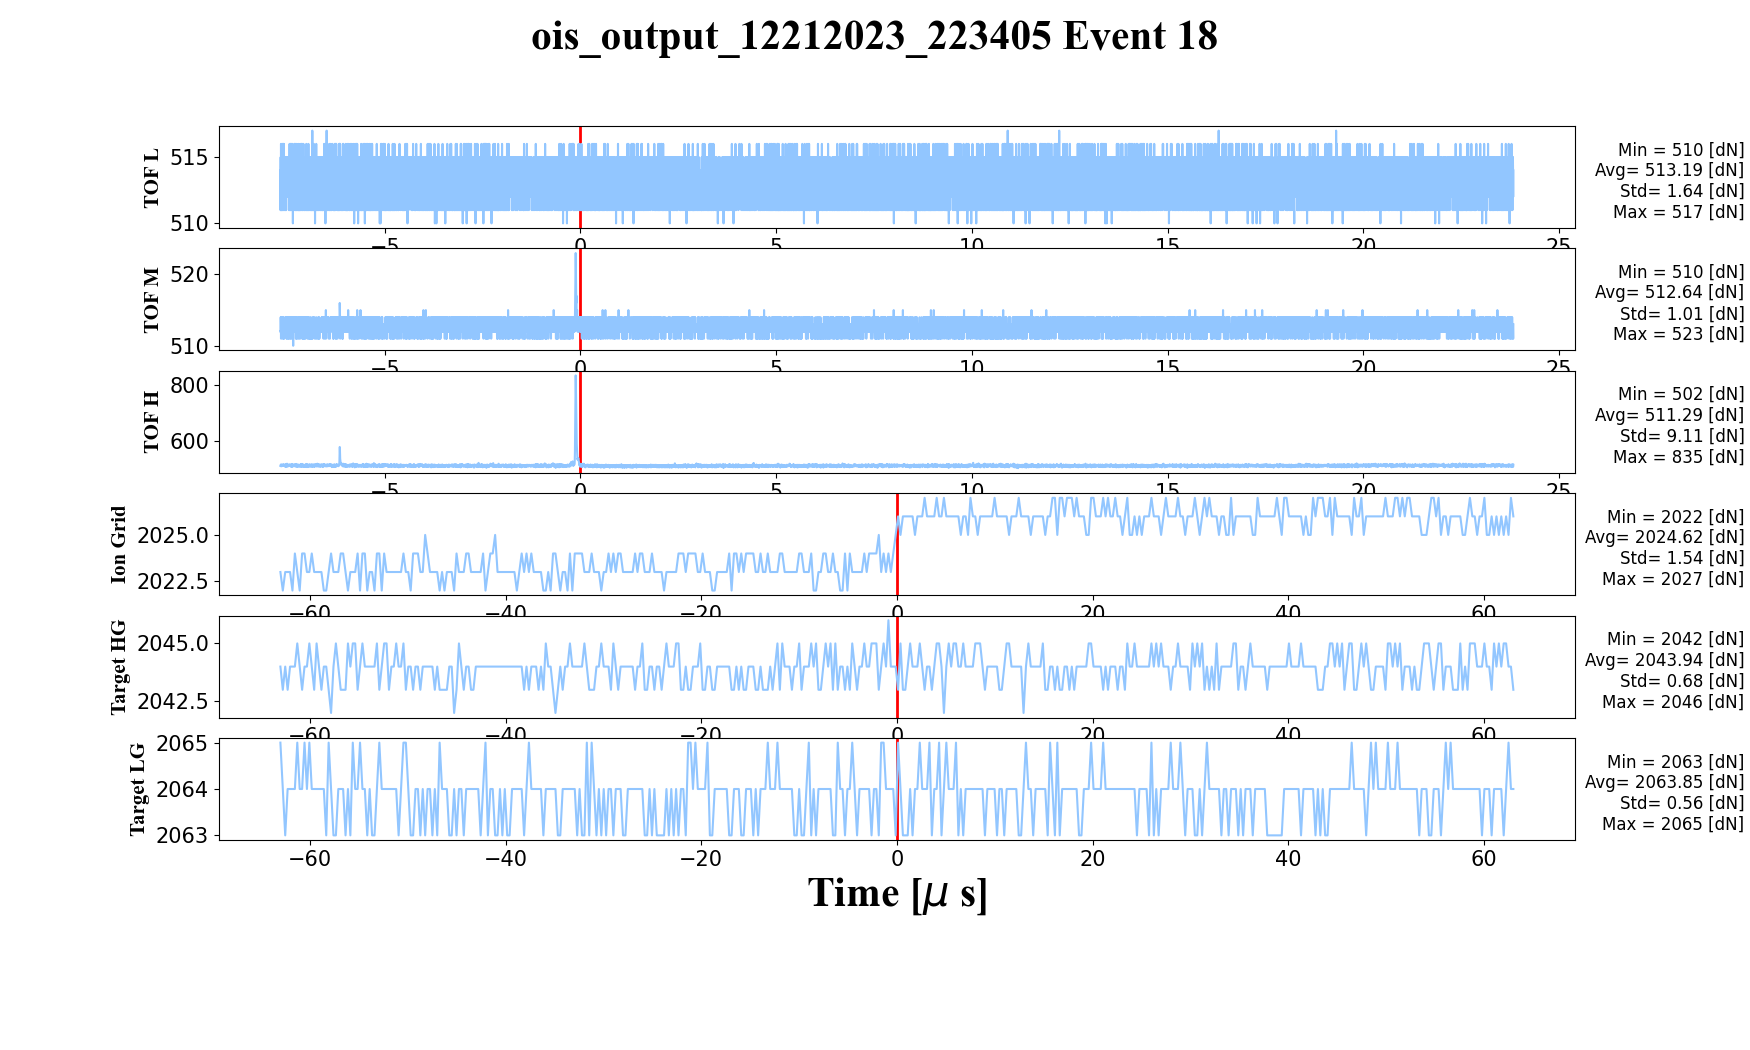 ois_output_12212023_223405 Event 18
TOF L
515
510
−5
0
5
10
15
20
25
Min = 510 [dN]
Avg= 513.19 [dN]
Std= 1.64 [dN]
Max = 517 [dN]
TOF M
520
510
−5
0
5
10
15
20
25
Min = 510 [dN]
Avg= 512.64 [dN]
Std= 1.01 [dN]
Max = 523 [dN]
TOF H
800
600
−5
0
5
10
15
20
25
Min = 502 [dN]
Avg= 511.29 [dN]
Std= 9.11 [dN]
Max = 835 [dN]
Ion Grid
2025.0
2022.5
−60
−40
−20
0
20
40
60
Min = 2022 [dN]
Avg= 2024.62 [dN]
Std= 1.54 [dN]
Max = 2027 [dN]
Target HG
2045.0
2042.5
−60
−40
−20
0
20
40
60
Min = 2042 [dN]
Avg= 2043.94 [dN]
Std= 0.68 [dN]
Max = 2046 [dN]
Target LG
2065
2064
2063
−60
−40
−20
0
20
40
60
Min = 2063 [dN]
Avg= 2063.85 [dN]
Std= 0.56 [dN]
Max = 2065 [dN]
Time [μ s]